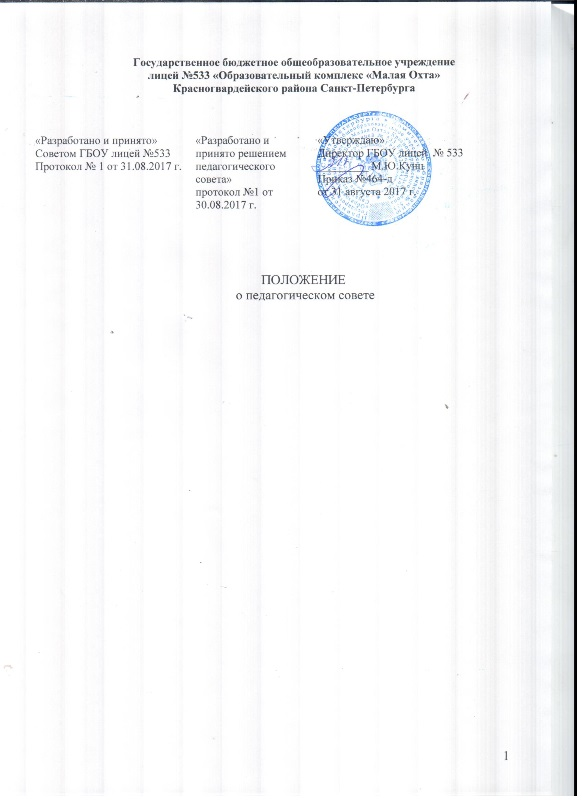 Государственное бюджетное общеобразовательное учреждение
лицей №533 «Образовательный комплекс «Малая Охта»
Красногвардейского района Санкт-Петербурга
«Разработано и принято»
Советом ГБОУ лицей №533
Протокол № 1 от 31.08.2017 г.
«Разработано и
принято решением
педагогического
совета»
протокол №1 от
30.08.2017 г.
«Утверждаю»
Директор ГБОУ лицей № 533
М.Ю.Кунц
Приказ №464-д
от 31 августа 2017 г.
ПОЛОЖЕНИЕ
о педагогическом совете
1